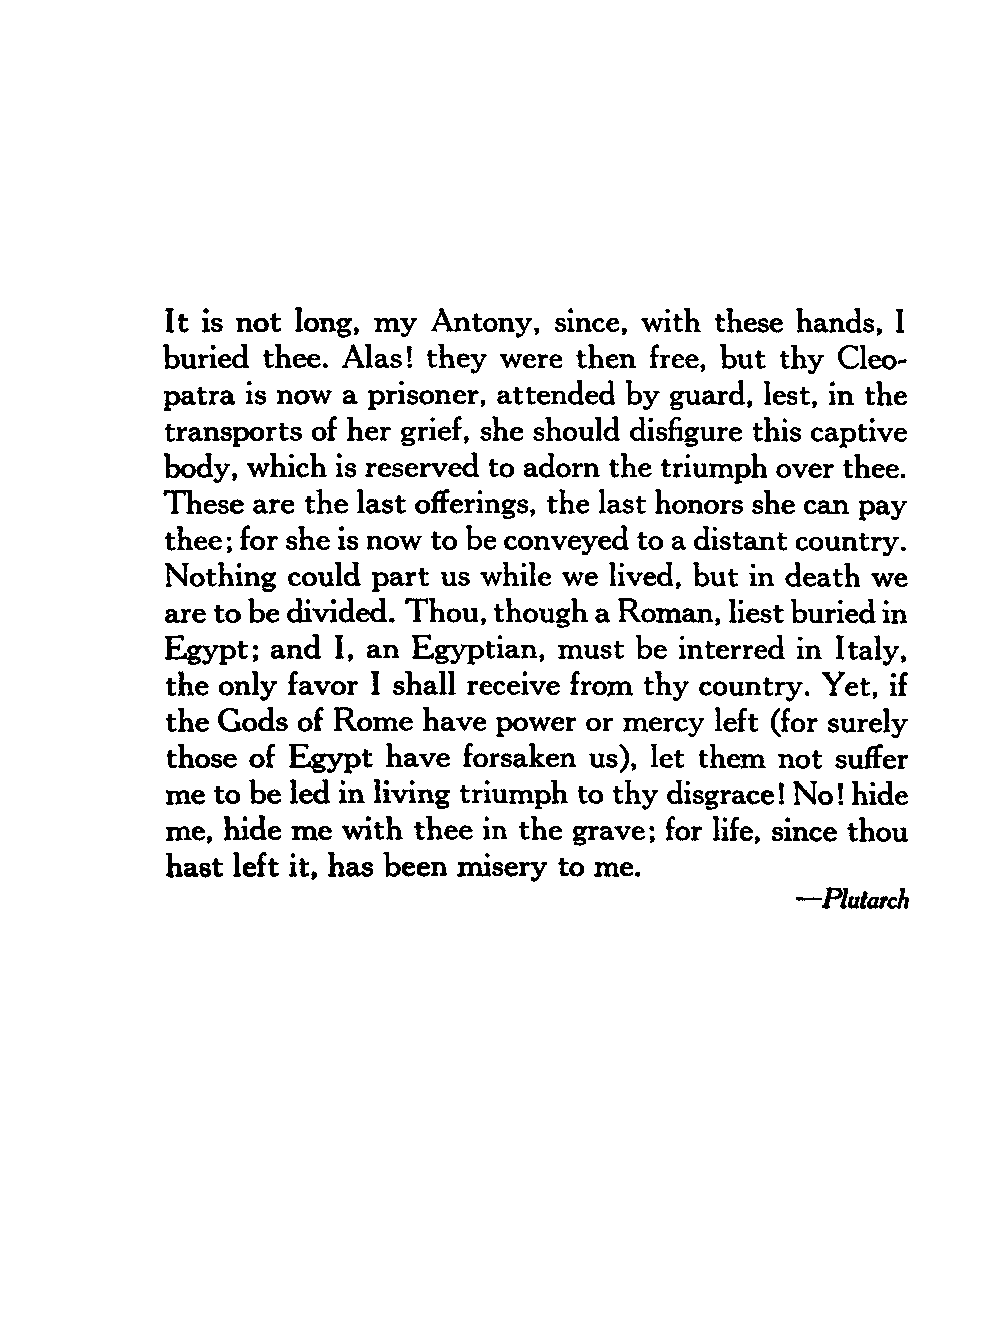 It is not long, my Antony, since, with these hands, I
buried thee. Alas! they were then free, but thy Cleo-
patra is now a prisoner, attended by guard, lest, in the
transports of her grief, she should disfigure this captive
body, which is reserved to adorn the triumph over thee.
These are the last offerings, the last honors she can pay
thee; for she is now to be conveyed to a distant country.
Nothing could part us while we lived, but in death we
are to be divided. Thou, though a Roman, liest buried in
Egypt; and I, an Egyptian, must be interred in Italy,
the only favor I shall receive from thy country. Yet, if
the Gods of Rome have power or mercy left (for surely
those of Egypt have forsaken us), let them not suffer
me to be led in living triumph to thy disgrace! No! hide
me, hide me with thee in the grave; for life, since thou
hast left it, has been misery to me.
—Plutarch